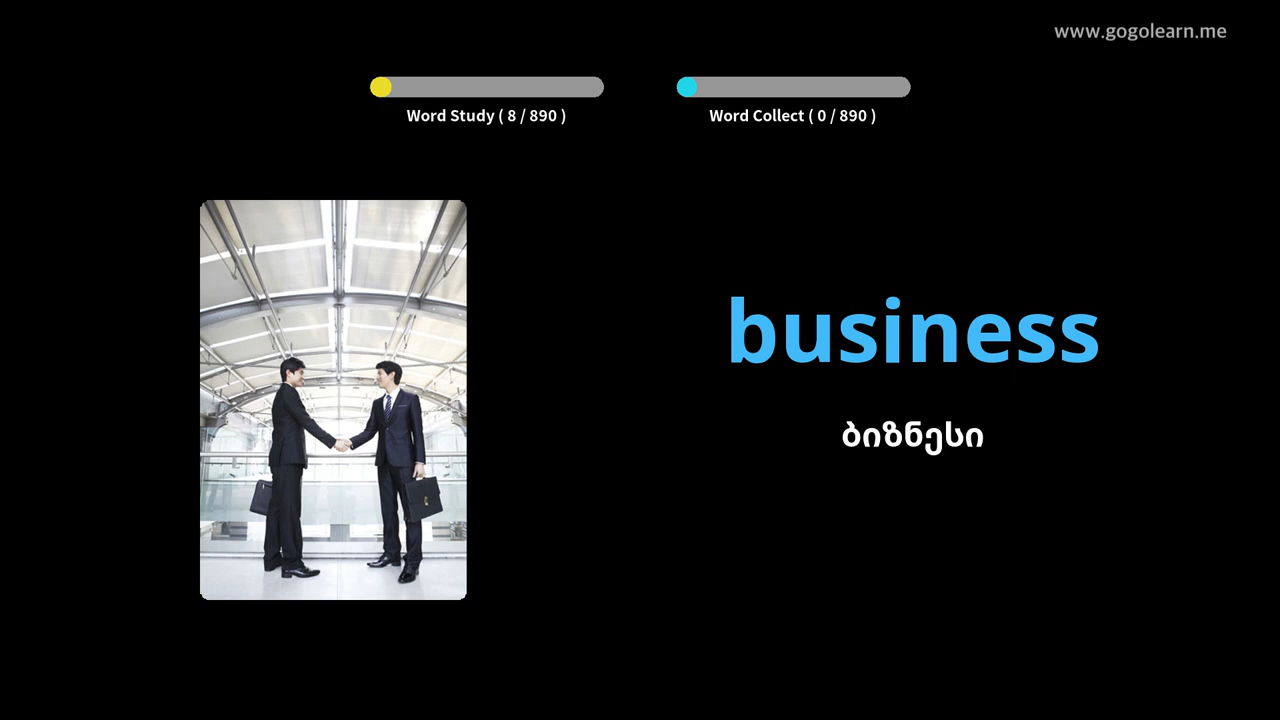 www.gogolearn.me
Word Study ( 8 / 890 )
Word Collect ( 0 / 890 )
business
ბიზნესი